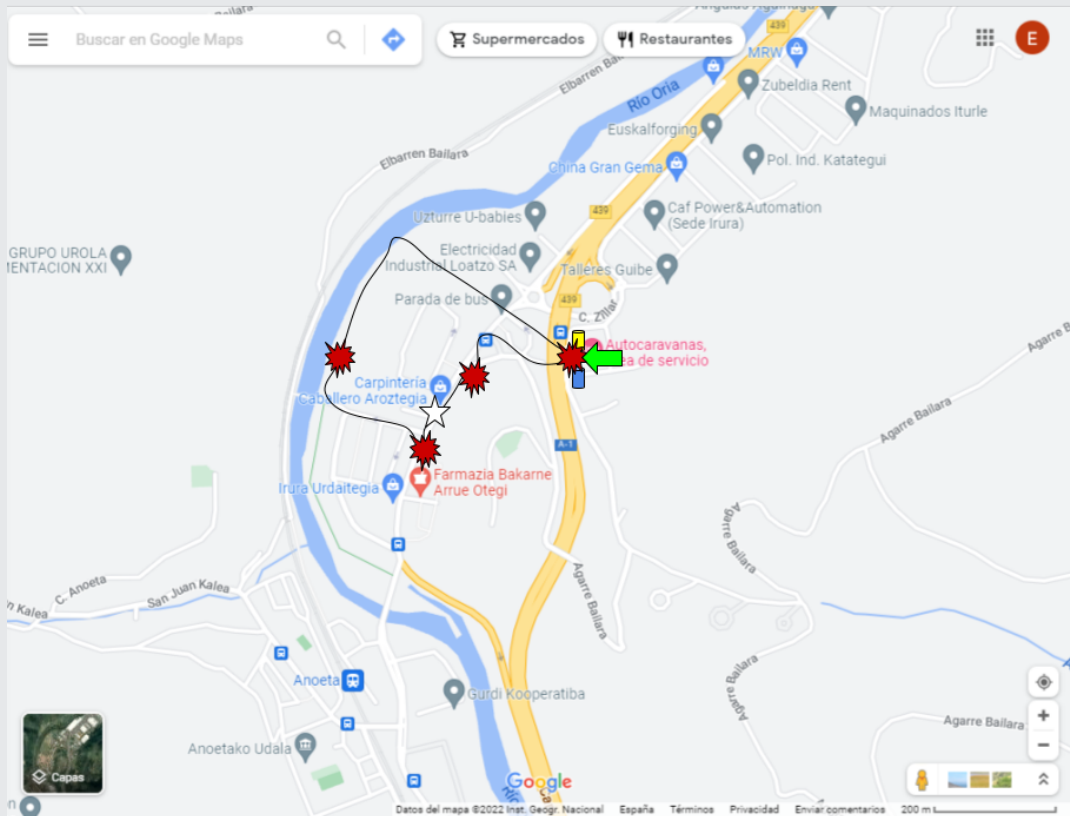 Angulas Aguinaga
Buscar en Google Maps
Supermercados
Restaurantes
E
439
MRW
Zubeldia Rent
Río Oria
Maquinados Iturle
Euskalforging
Elbarren Bailara
China Gran Gema
Pol. Ind. Katategui
Uzturre U-babies
439
Caf Power&Automation
(Sede Irura)
GRUPO UROLA
MENTACION XXI
Electricidad
Industrial Loatzo SA
Talleres Guibe
Parada de bus
439
C. Zillar
Autocaravanas,
área de servicio
Agarre B
Carpintería
Caballero Aroztegia
Agarre Bailara
A-1
Farmazia Bakarne
Arrue Otegi
Irura Urdaitegia
Agarre Bailara
C. Anoeta
San Juan Kalea
n Kalea
Agarre Bailara
Anoeta
Gurdi Kooperatiba
Agarre Bailara
Agarre Bailara
Anoetako Udala
Capas
Google
Datos del mapa ©2022 Inst. Geogr. Nacional España Términos Privacidad Enviar comentarios 200 m